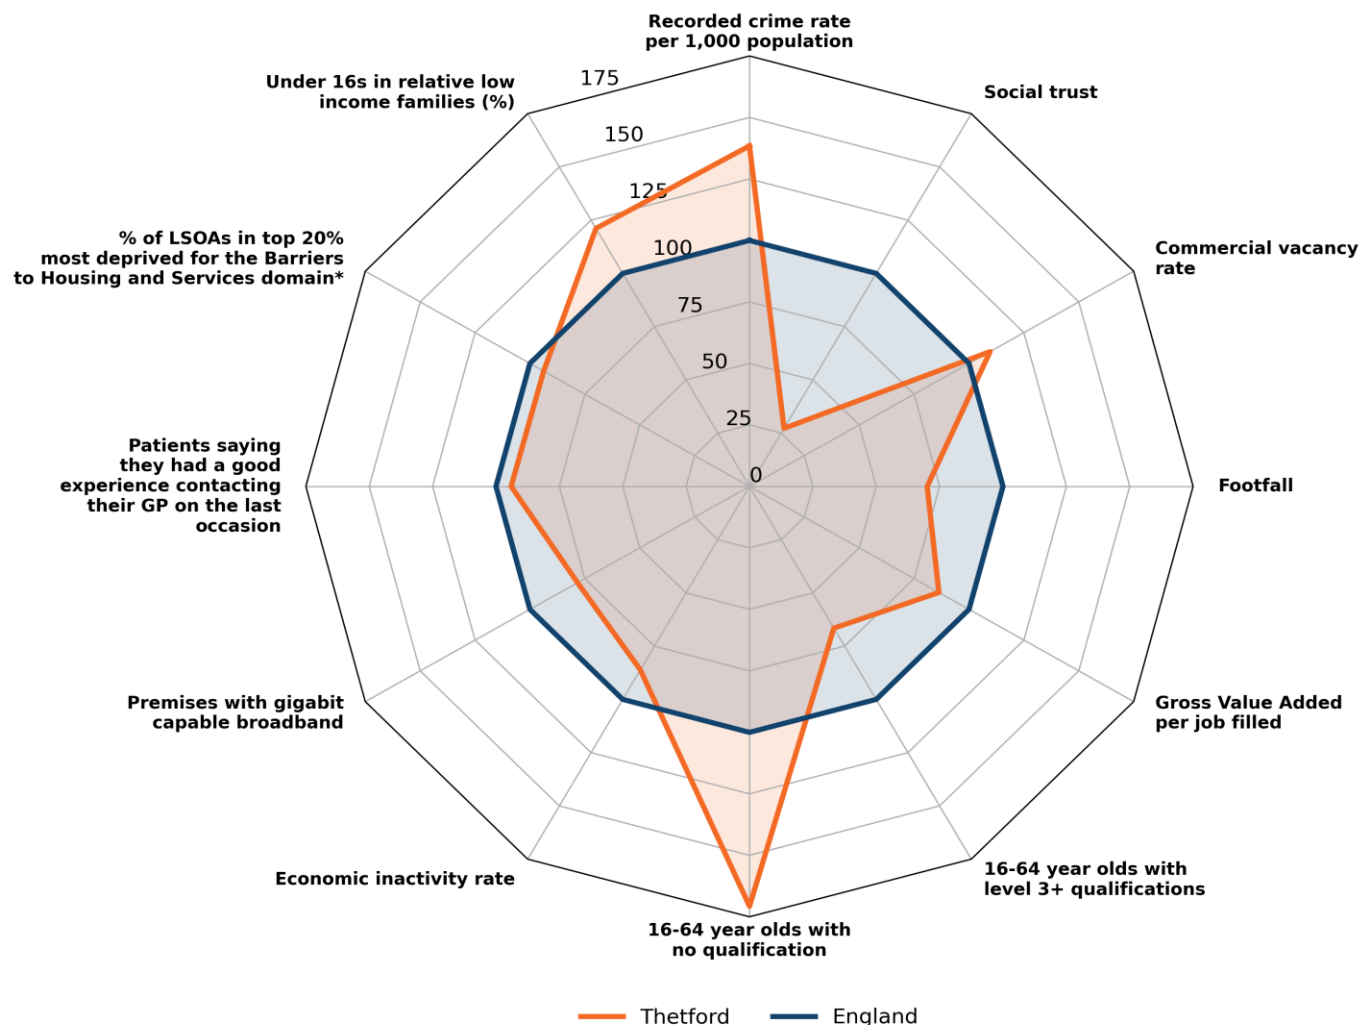 Recorded crime rate
per 1,000 population
Social trust
Commercial vacancy
rate
Footfall
Gross Value Added
per job filled
16-64 year olds with
level 3+ qualifications
16-64 year olds with
no qualification
Economic inactivity rate
Premises with gigabit
capable broadband
Patients saying
they had a good
experience contacting
their GP on the last
occasion
% of LSOAs in top 20%
most deprived for the Barriers
to Housing and Services domain*
Under 16s in relative low
income families (%)
175
150
125
100
75
50
25
0
Thetford
England